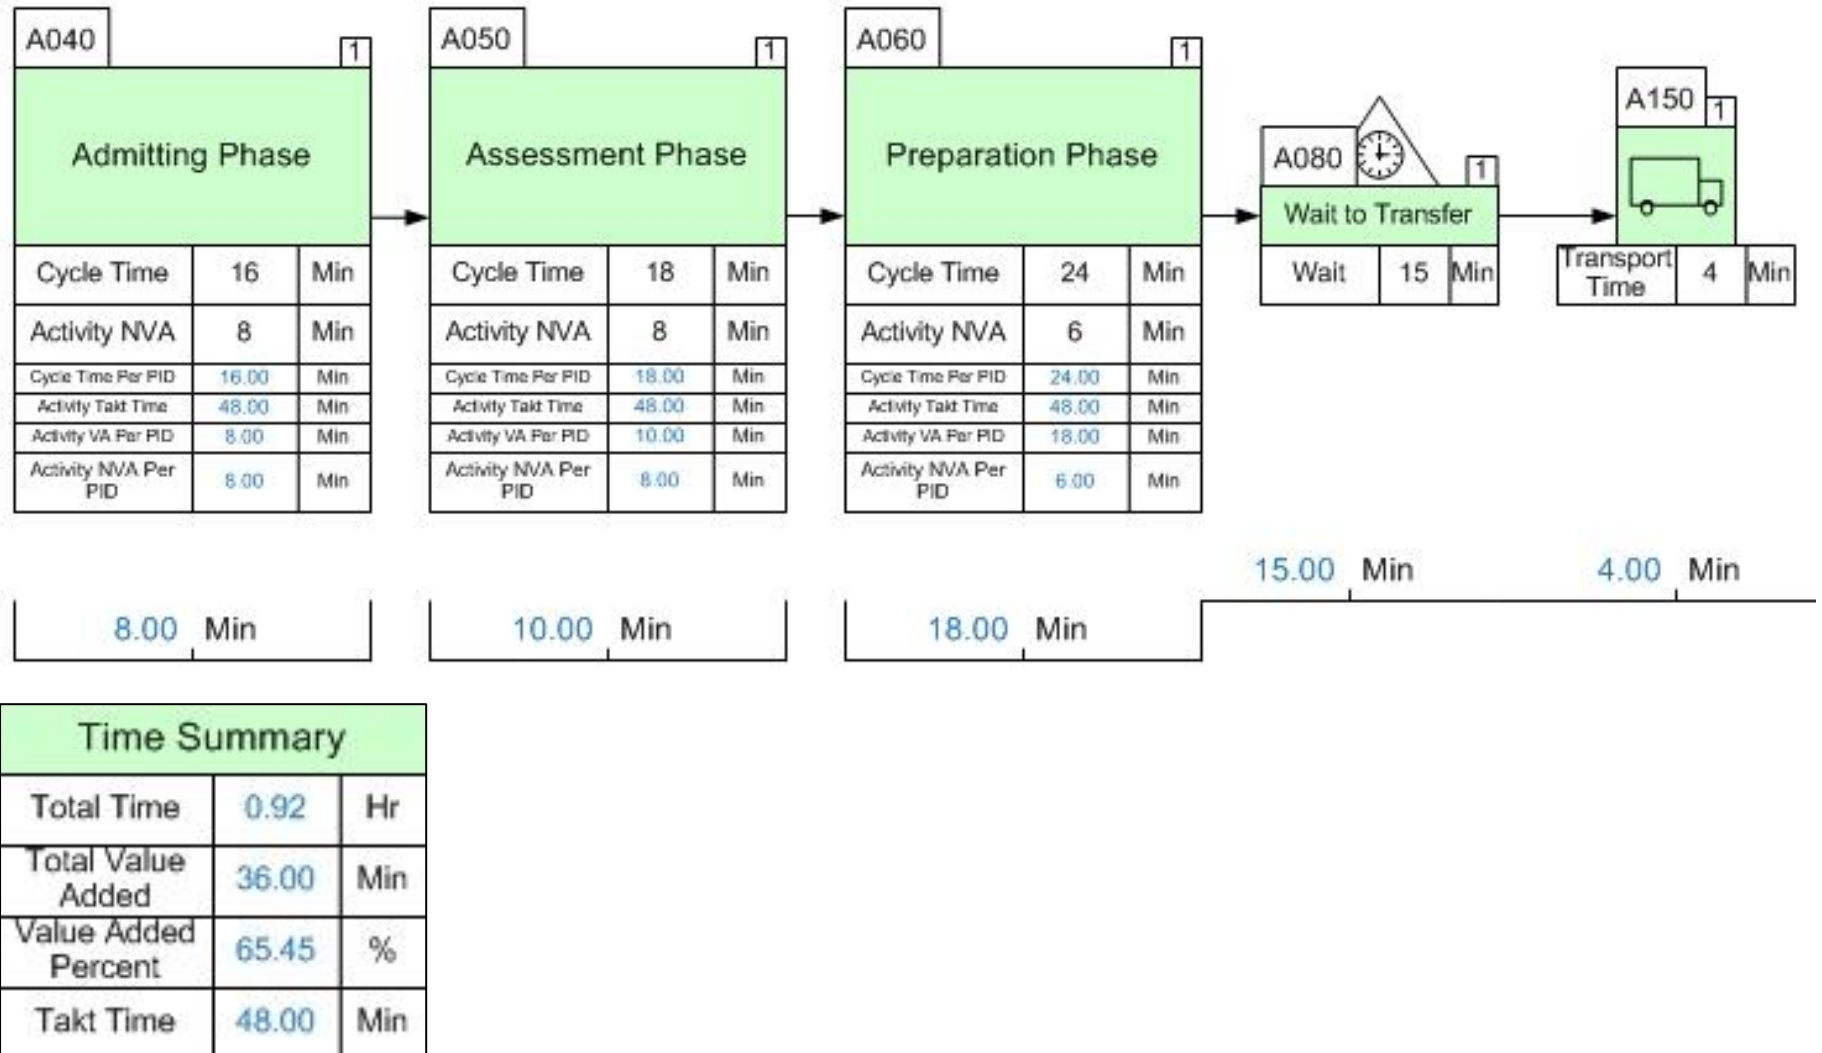 A040
1
Admitting Phase
Cycle Time 16 Min
Activity NVA 8 Min
Cycle Time Per PID 16.00 Min
Activity Takt Time 48.00 Min
Activity VA Per PID 8.00 Min
Activity NVA Per
PID
8.00 Min
A050
1
Assessment Phase
Cycle Time 18 Min
Activity NVA 8 Min
Cycle Time Per PID 18.00 Min
Activity Takt Time 48.00 Min
Activity VA Per PID 10.00 Min
Activity NVA Per
PID
8.00 Min
A060
1
Preparation Phase
Cycle Time 24 Min
Activity NVA 6 Min
Cycle Time Per PID 24.00 Min
Activity Takt Time 48.00 Min
Activity VA Per PID 18.00 Min
Activity NVA Per
PID
6.00 Min
A080
1
Wait to Transfer
Wait 15 Min
A150
1
Transport
Time
4 Min
8.00 Min
10.00 Min
18.00 Min
15.00 Min
4.00 Min
Time Summary
Total Time 0.92 Hr
Total Value
Added
36.00 Min
Value Added
Percent
65.45 %
Takt Time 48.00 Min